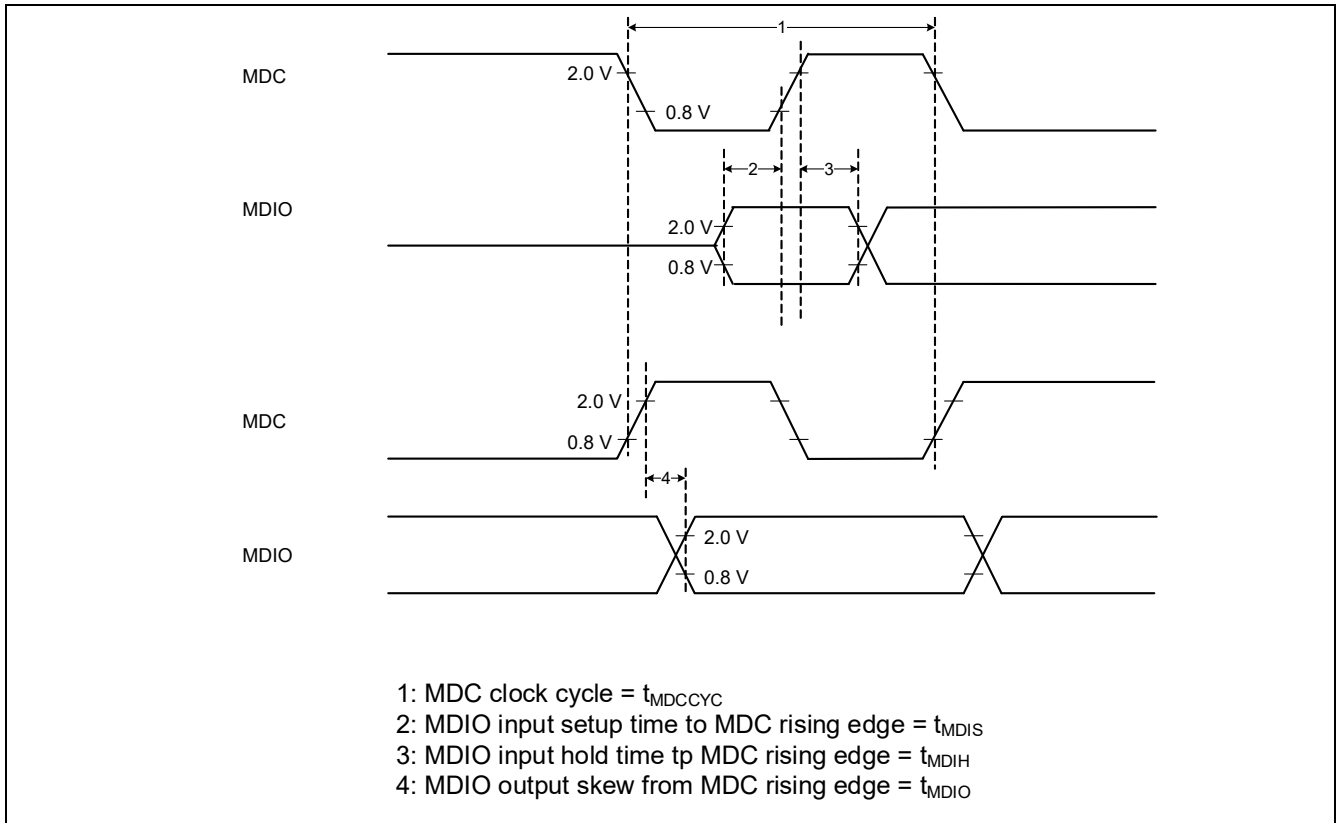 1
MDC
2.0 V
0.8 V
2
3
MDIO
2.0 V
0.8 V
2.0 V
MDC
0.8 V
4
2.0 V
MDIO
0.8 V
1: MDC clock cycle = tMDCCYC
2: MDIO input setup time to MDC rising edge = tMDIS
3: MDIO input hold time tp MDC rising edge = tMDIH
4: MDIO output skew from MDC rising edge = tMDIO